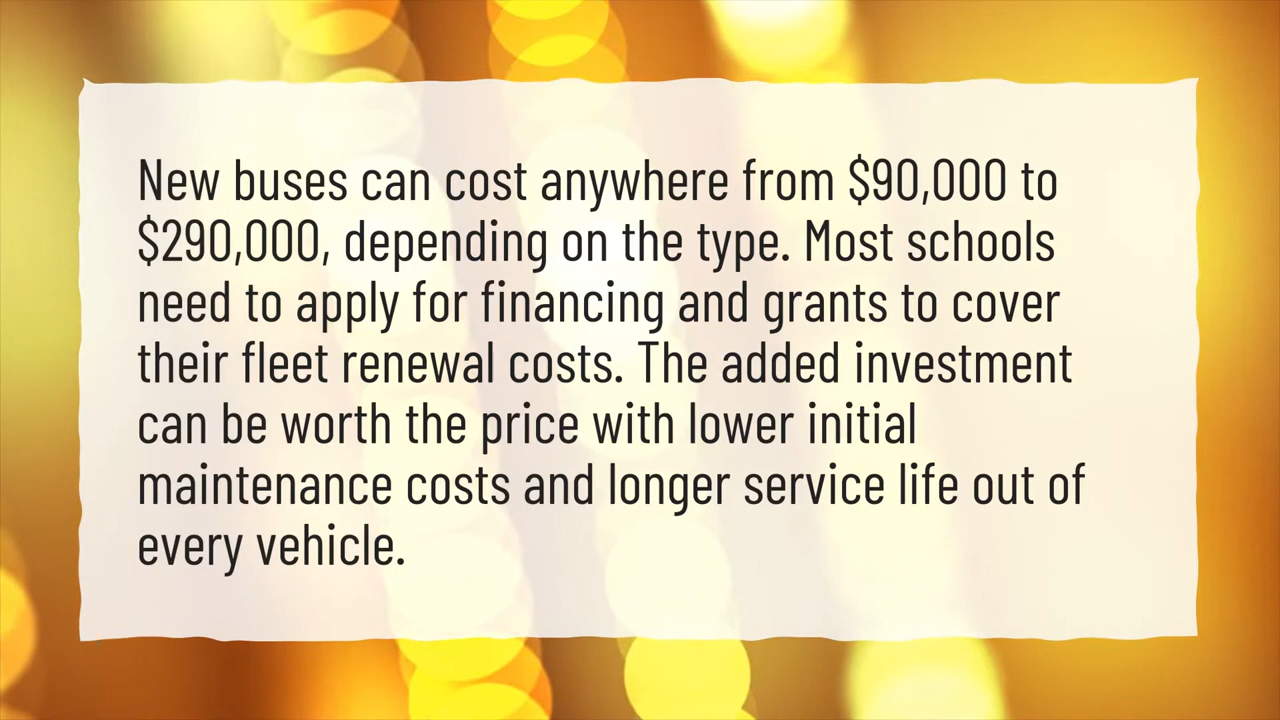 New buses can cost anywhere from $90,000 to
$290,000, depending on the type. Most schools
need to apply for financing and grants to cover
their fleet renewal costs. The added investment
can be worth the price with lower initial
maintenance costs and longer service life out of
every vehicle.